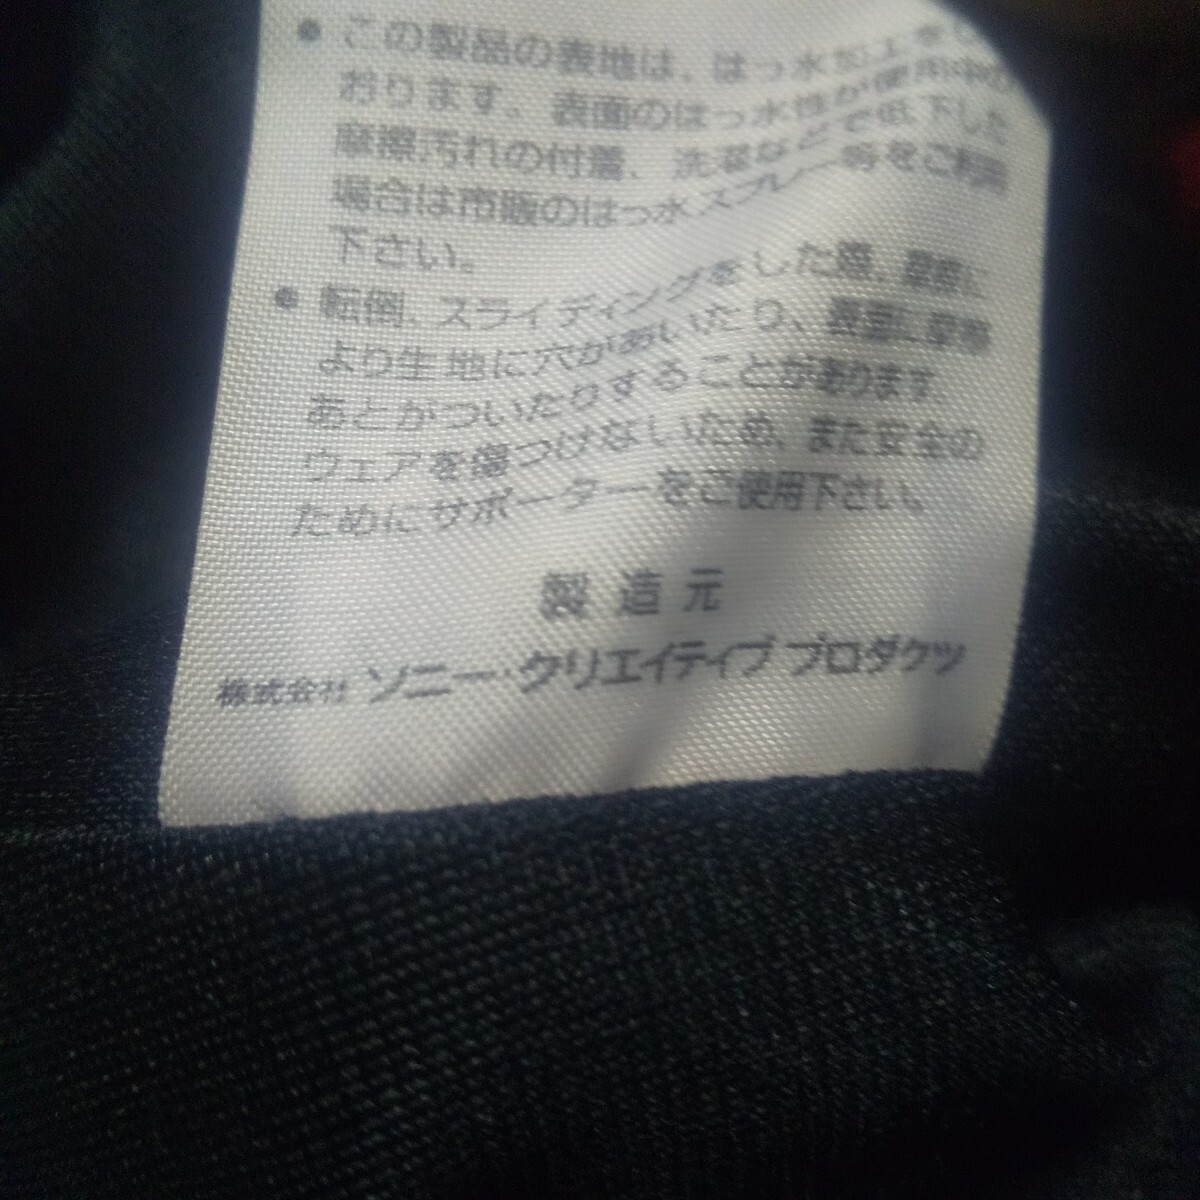 ●この製品の表地は、はっ水加工をし
おります。表面のはっ水性が使用中の
摩擦汚れの付着、洗濯などで低下した
場合は市販のはっ水スプレー等をご利用
下さい。
●転倒、スライディングをした際、摩擦に
より生地に穴があいたり、表面に摩擦
あとがついたりすることがあります。
ウェアを傷つけないため、また安全の
ためにサポーターをご使用下さい。
製造元
株式会社 ソニー・クリエイティブプロダクツ